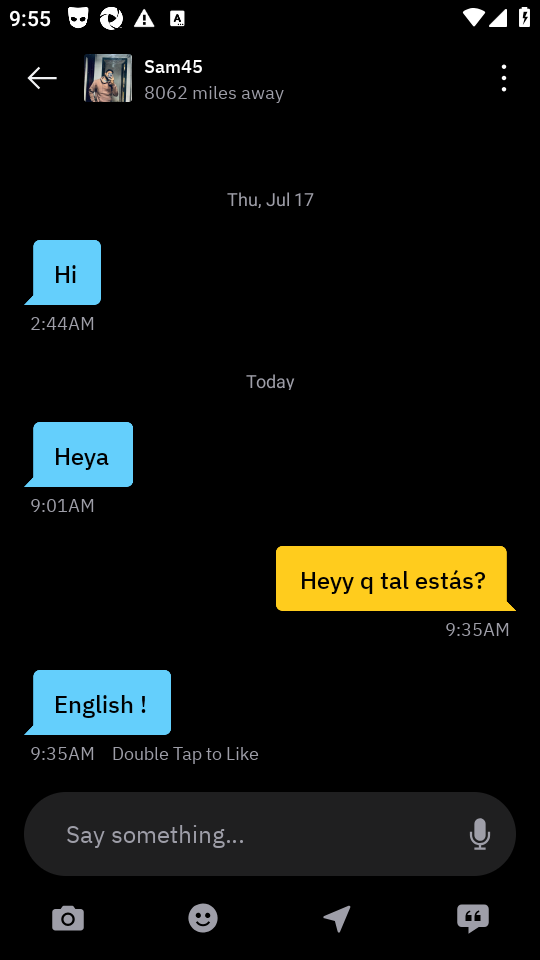 9:55
Sam45
8062 miles away
Thu, Jul 17
Hi
2:44AM
Today
Heya
9:01AM
Heyy q tal estás?
9:35AM
English !
9:35AM Double Tap to Like
Say something...